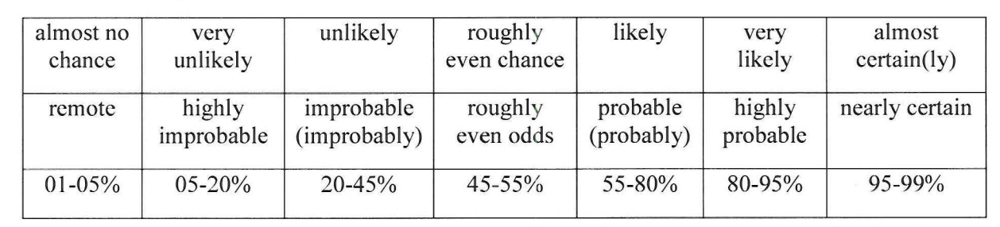 almost no chance
very unlikely
unlikely
roughly even chance
likely
very likely
almost certain(ly)
remote
highly improbable
improbable (improbably)
roughly even odds
probable (probably)
highly probable
nearly certain
01-05%
05-20%
20-45%
45-55%
55-80%
80-95%
95-99%